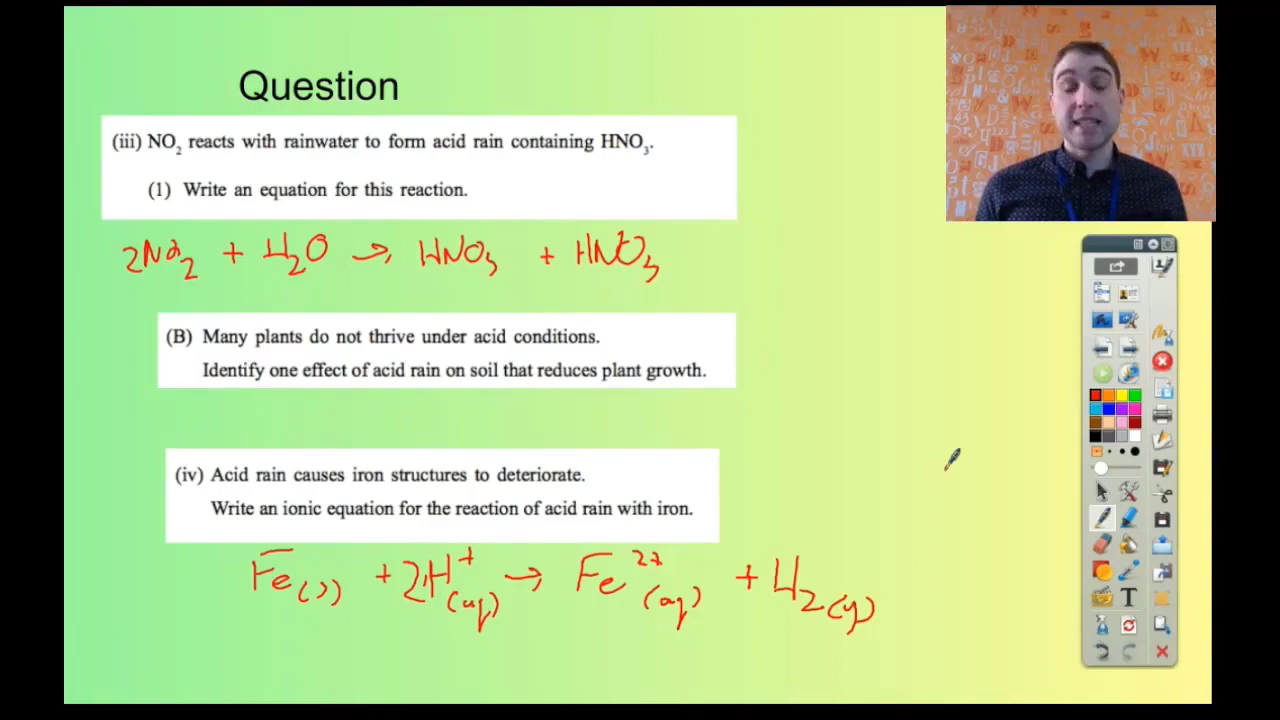 Question
(iii) NO₂ reacts with rainwater to form acid rain containing HNO₃.
(1) Write an equation for this reaction.
2NO₂ + H₂O → HNO₃ + HNO₃
(B) Many plants do not thrive under acid conditions.
Identify one effect of acid rain on soil that reduces plant growth.
(iv) Acid rain causes iron structures to deteriorate.
Write an ionic equation for the reaction of acid rain with iron.
Fe(s) + 2H⁺(aq) → Fe²⁺(aq) + H₂(g)